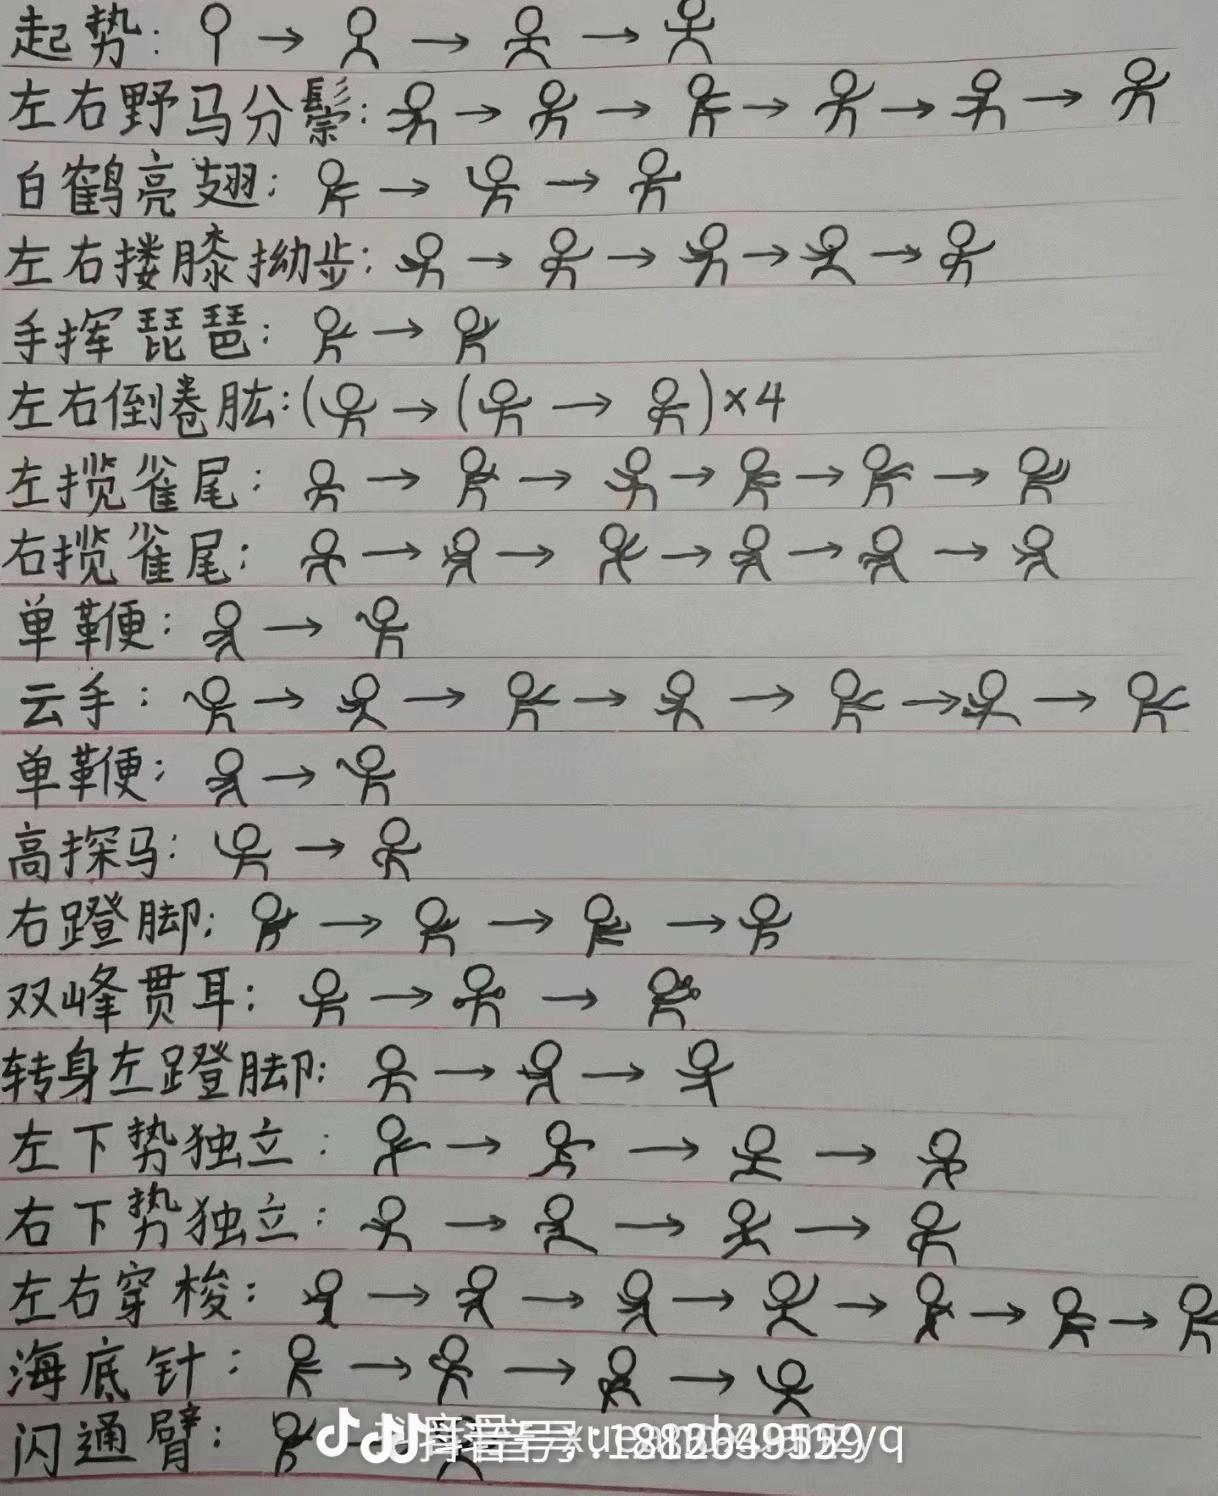 起势: → → →
左右野马分鬃: → → → → →
白鹤亮翅: → →
左右搂膝拗步: → → → →
手挥琵琶: →
左右倒卷肱: ( → ( → ) ×4
左揽雀尾: → → → → →
右揽雀尾: → → → → →
单鞭: →
云手: → → → → → →
单鞭: →
高探马: →
右蹬脚: → → →
双峰贯耳: → →
转身左蹬脚: → →
左下势独立: → → →
右下势独立: → → →
左右穿梭: → → → → → →
海底针: → → →
闪通臂:
抖音号: